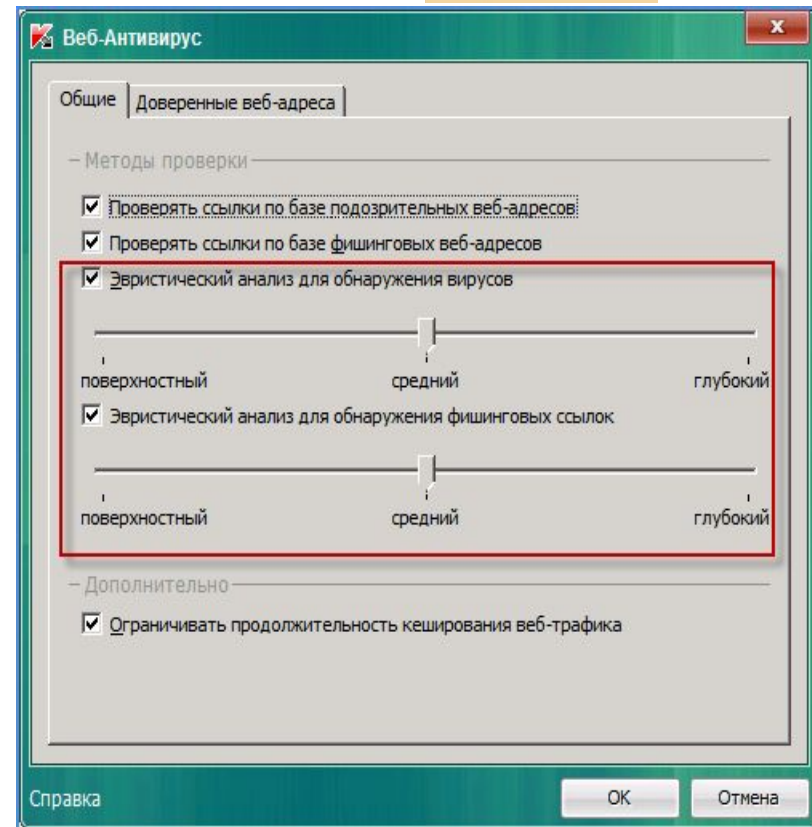 Веб-Антивирус
Общие Доверенные веб-адреса
Методы проверки
Проверять ссылки по базе подозрительных веб-адресов
Проверять ссылки по базе фишинговых веб-адресов
Эвристический анализ для обнаружения вирусов
поверхностный средний глубокий
Эвристический анализ для обнаружения фишинговых ссылок
поверхностный средний глубокий
Дополнительно
Ограничивать продолжительность кеширования веб-трафика
Справка OK Отмена